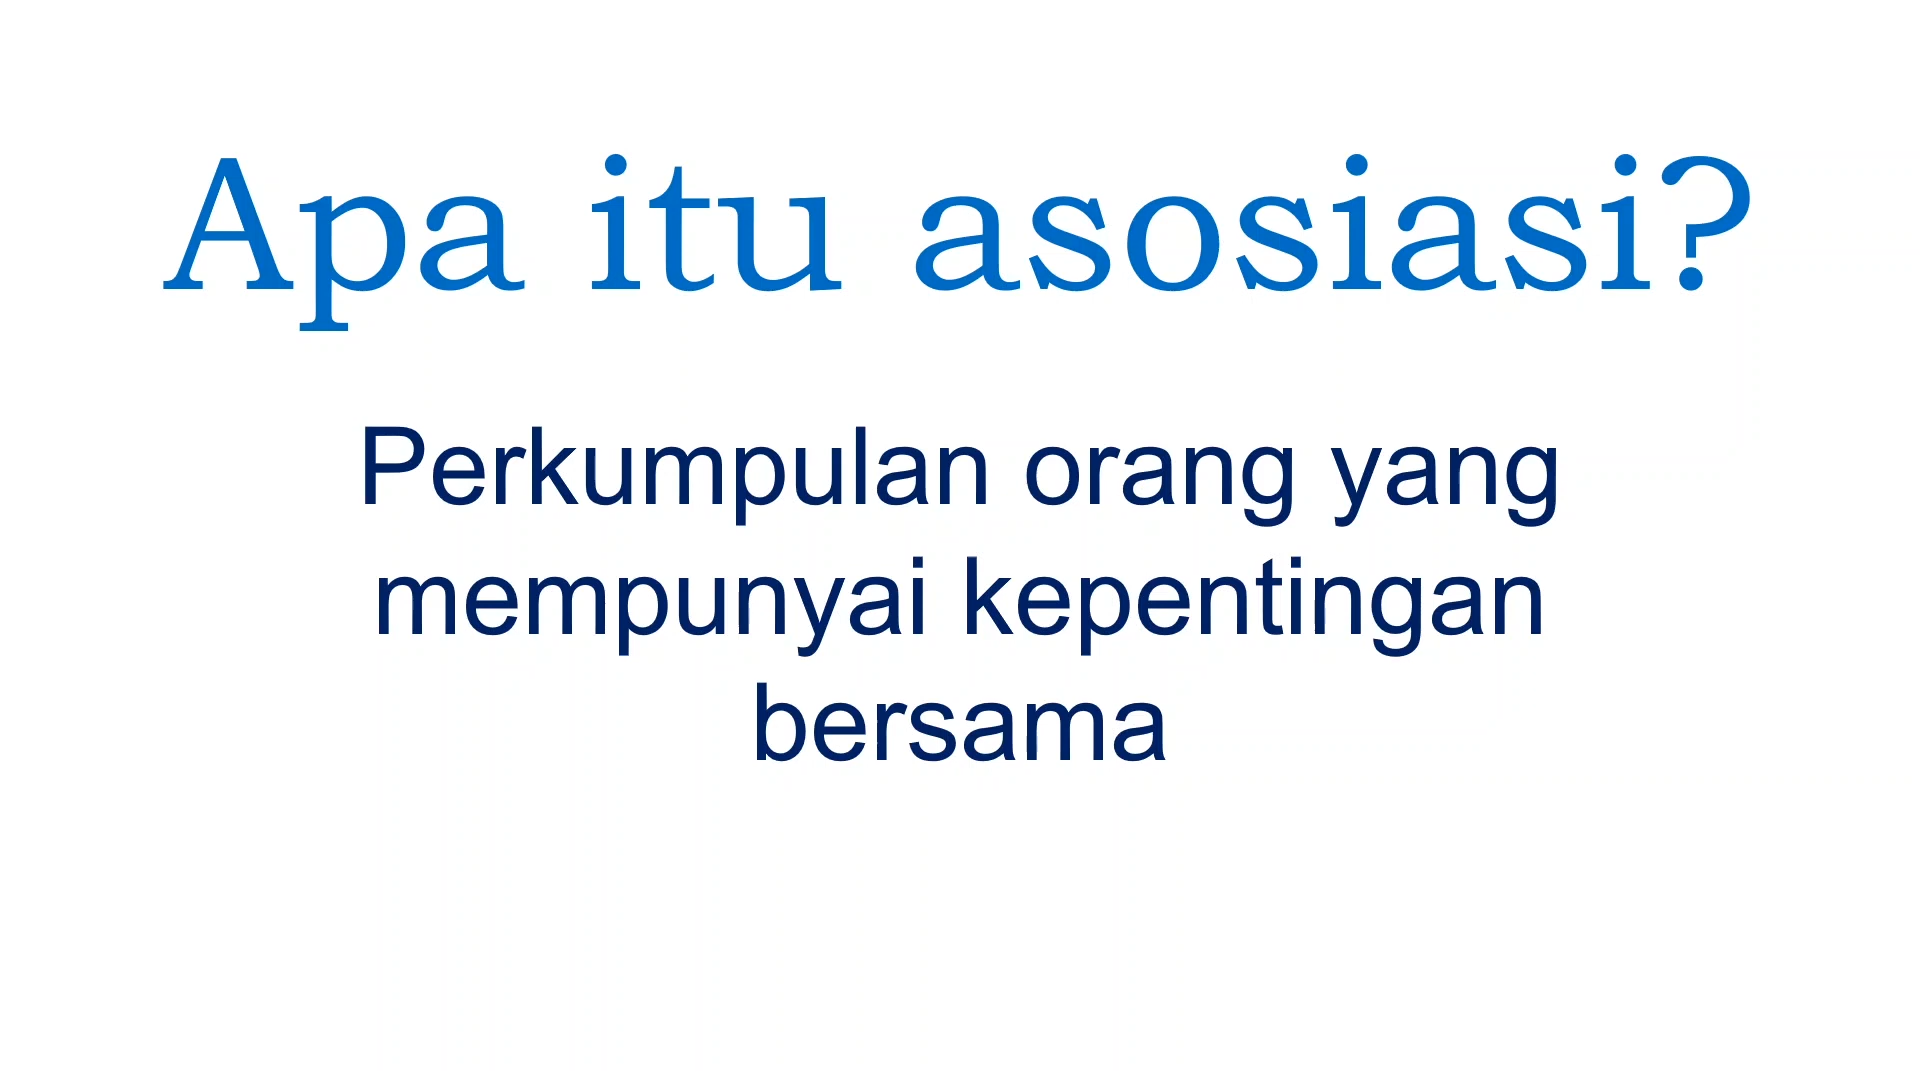 Apa itu asosiasi?
Perkumpulan orang yang
mempunyai kepentingan
bersama